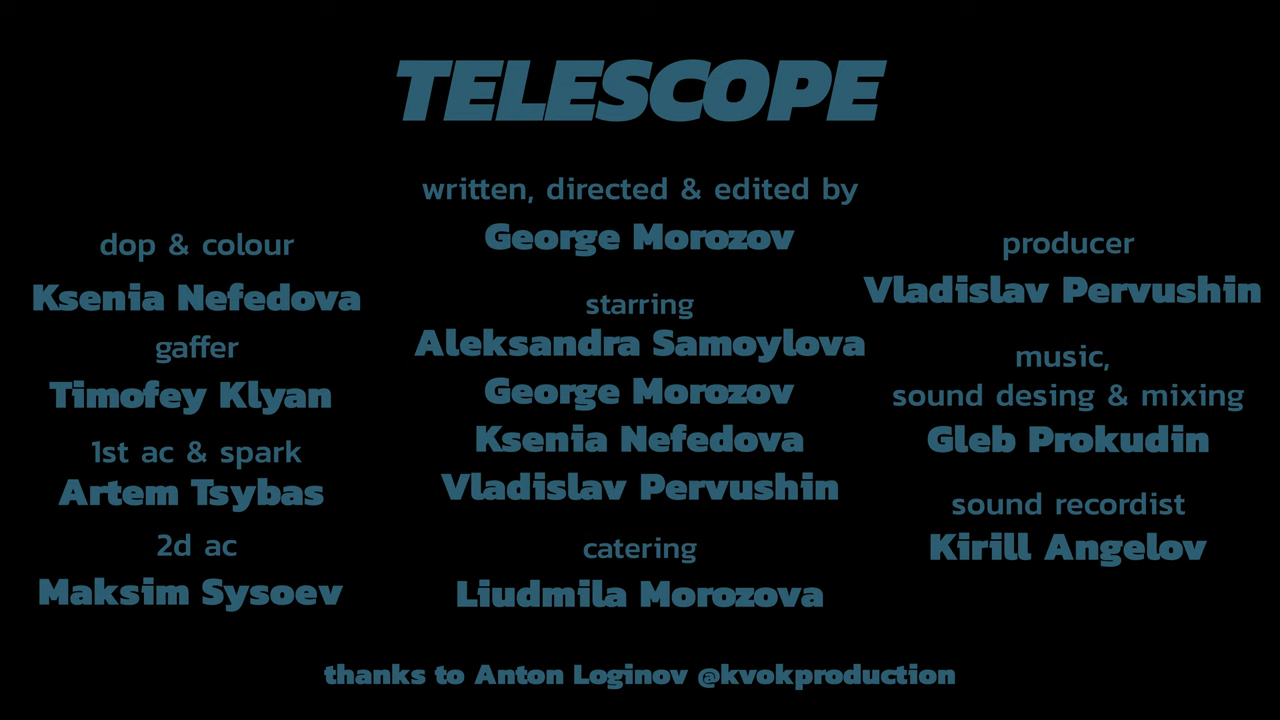 TELESCOPE
written, directed & edited by
George Morozov
dop & colour
Ksenia Nefedova
gaffer
Timofey Klyan
1st ac & spark
Artem Tsybas
2d ac
Maksim Sysoev
starring
Aleksandra Samoylova
George Morozov
Ksenia Nefedova
Vladislav Pervushin
catering
Liudmila Morozova
producer
Vladislav Pervushin
music,
sound desing & mixing
Gleb Prokudin
sound recordist
Kirill Angelov
thanks to Anton Loginov @kvokproduction